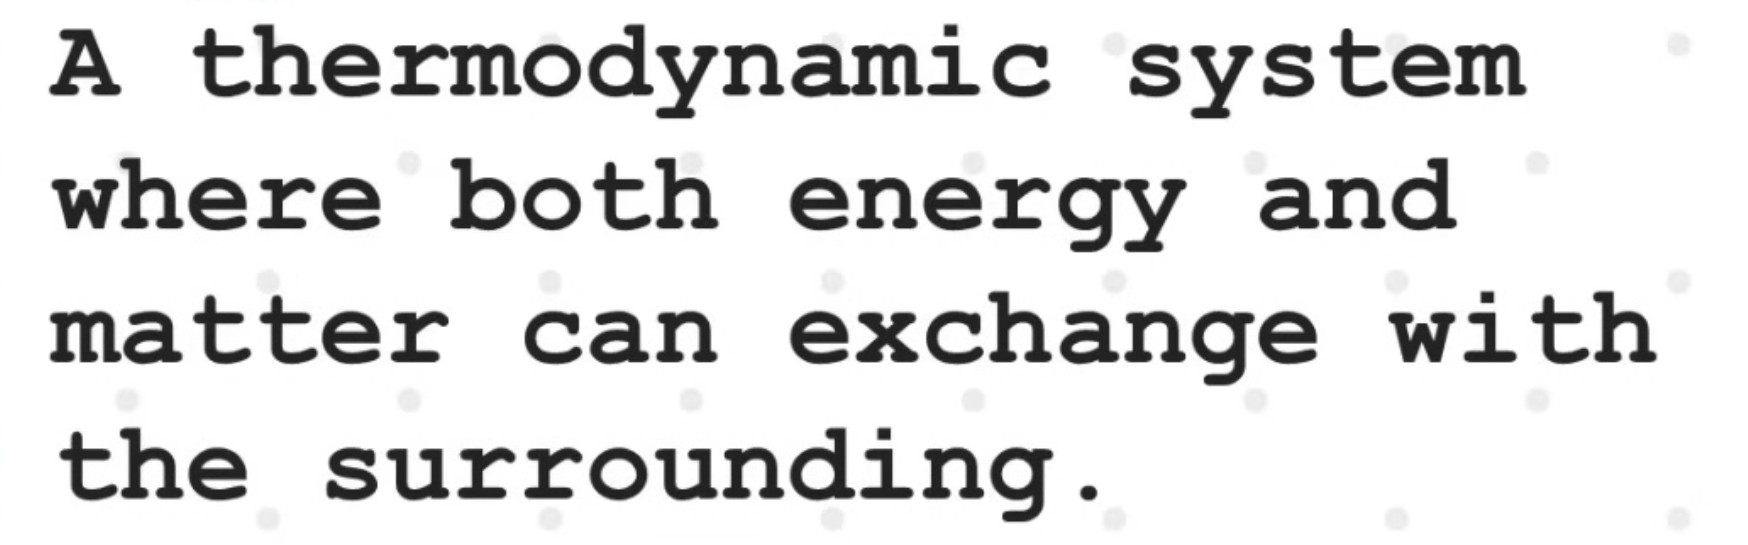 A thermodynamic system
where both energy and
matter can exchange with
the surrounding.